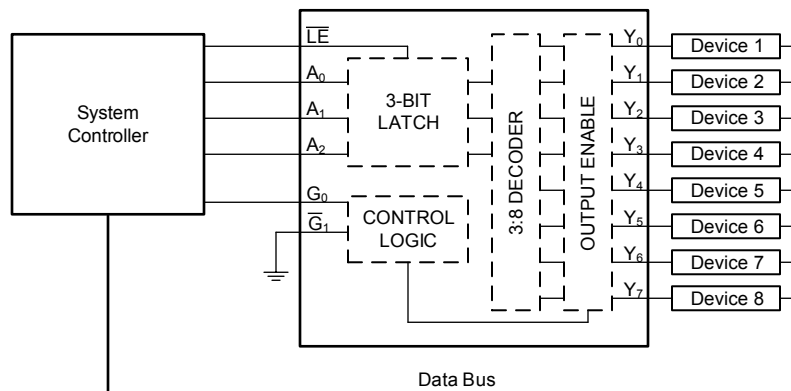 System
Controller
L̅E̅
A₀
A₁
A₂
G₀
G̅₁
3-BIT
LATCH
CONTROL
LOGIC
3:8 DECODER
OUTPUT ENABLE
Y₀
Y₁
Y₂
Y₃
Y₄
Y₅
Y₆
Y₇
Device 1
Device 2
Device 3
Device 4
Device 5
Device 6
Device 7
Device 8
Data Bus